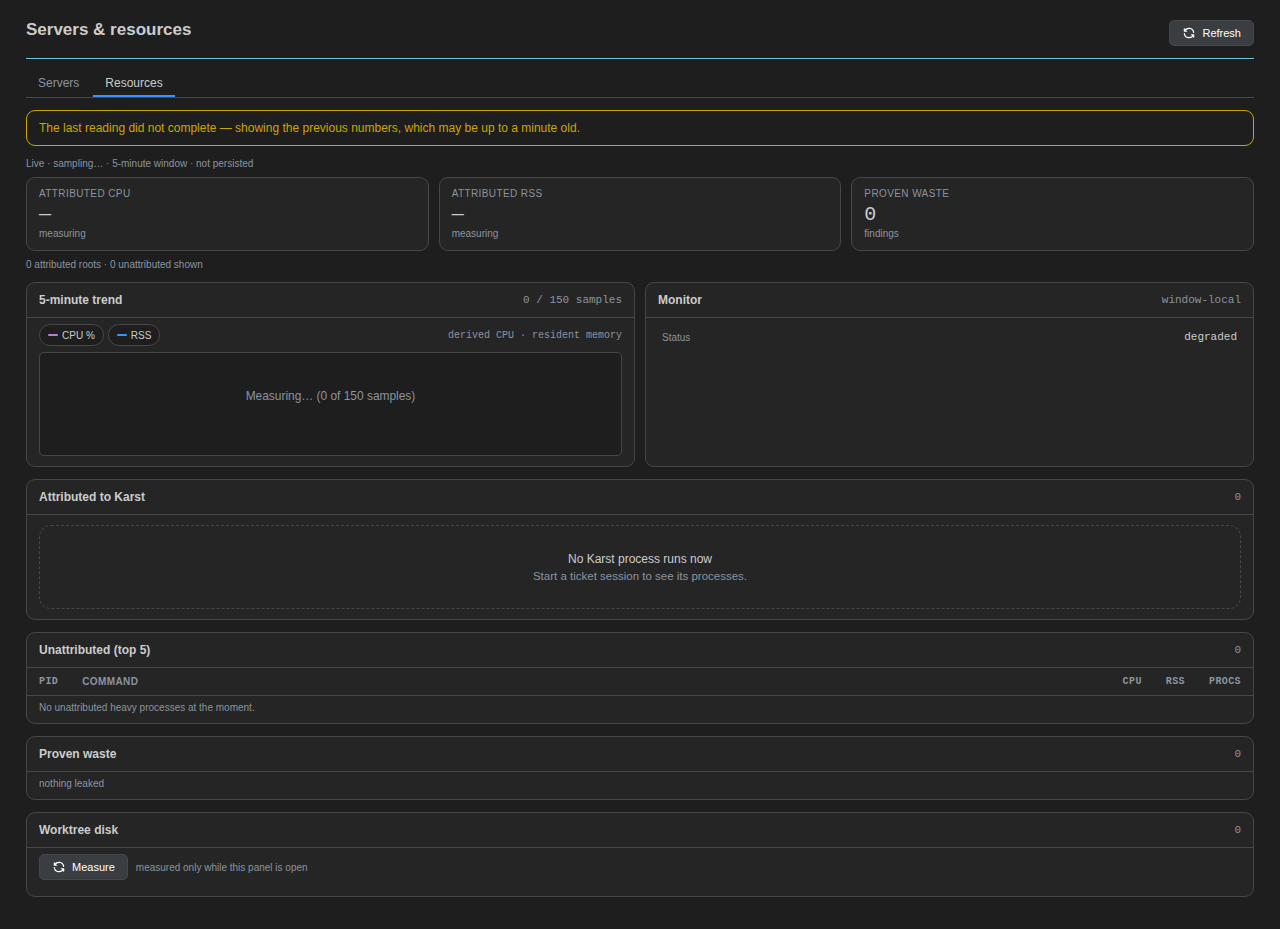 Servers & resources
Refresh
Servers
Resources
The last reading did not complete — showing the previous numbers, which may be up to a minute old.
Live · sampling… · 5-minute window · not persisted
ATTRIBUTED CPU
—
measuring
ATTRIBUTED RSS
—
measuring
PROVEN WASTE
0
findings
0 attributed roots · 0 unattributed shown
5-minute trend
0 / 150 samples
CPU %
RSS
derived CPU · resident memory
Measuring… (0 of 150 samples)
Monitor
window-local
Status
degraded
Attributed to Karst
0
No Karst process runs now
Start a ticket session to see its processes.
Unattributed (top 5)
0
PID COMMAND CPU RSS PROCS
No unattributed heavy processes at the moment.
Proven waste
0
nothing leaked
Worktree disk
0
Measure
measured only while this panel is open